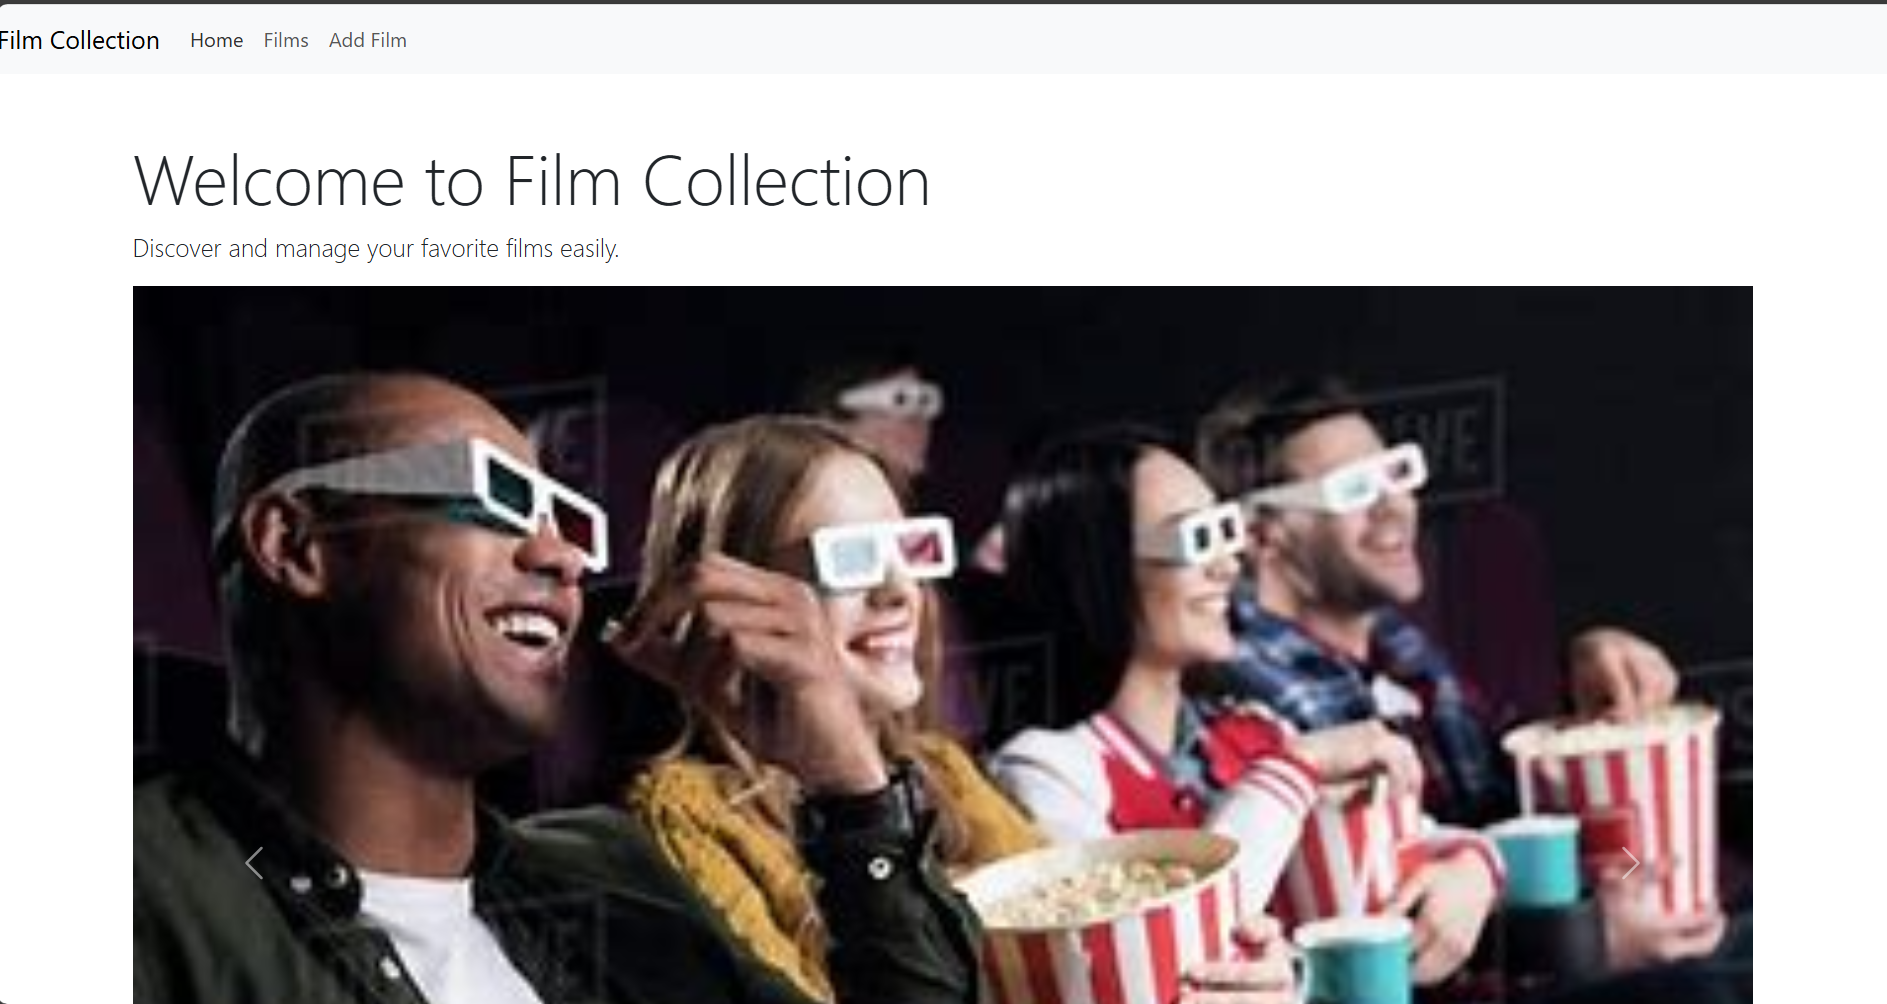 Film Collection Home Films Add Film
Welcome to Film Collection
Discover and manage your favorite films easily.